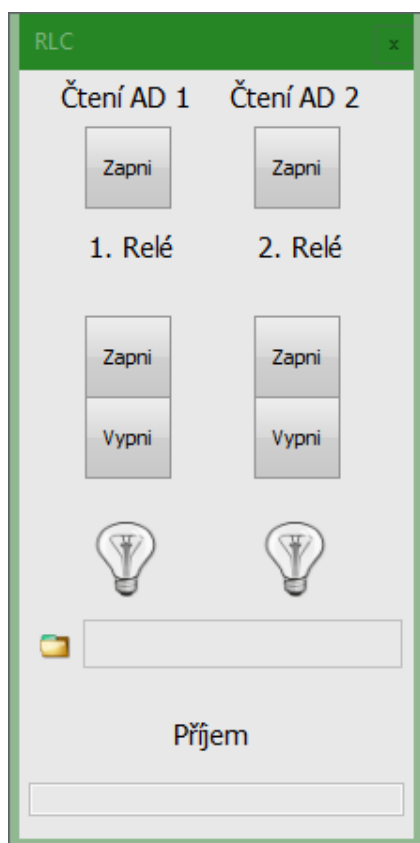 RLC x
Čtení AD 1 Čtení AD 2
Zapni Zapni
1. Relé 2. Relé
Zapni Zapni
Vypni Vypni
Příjem